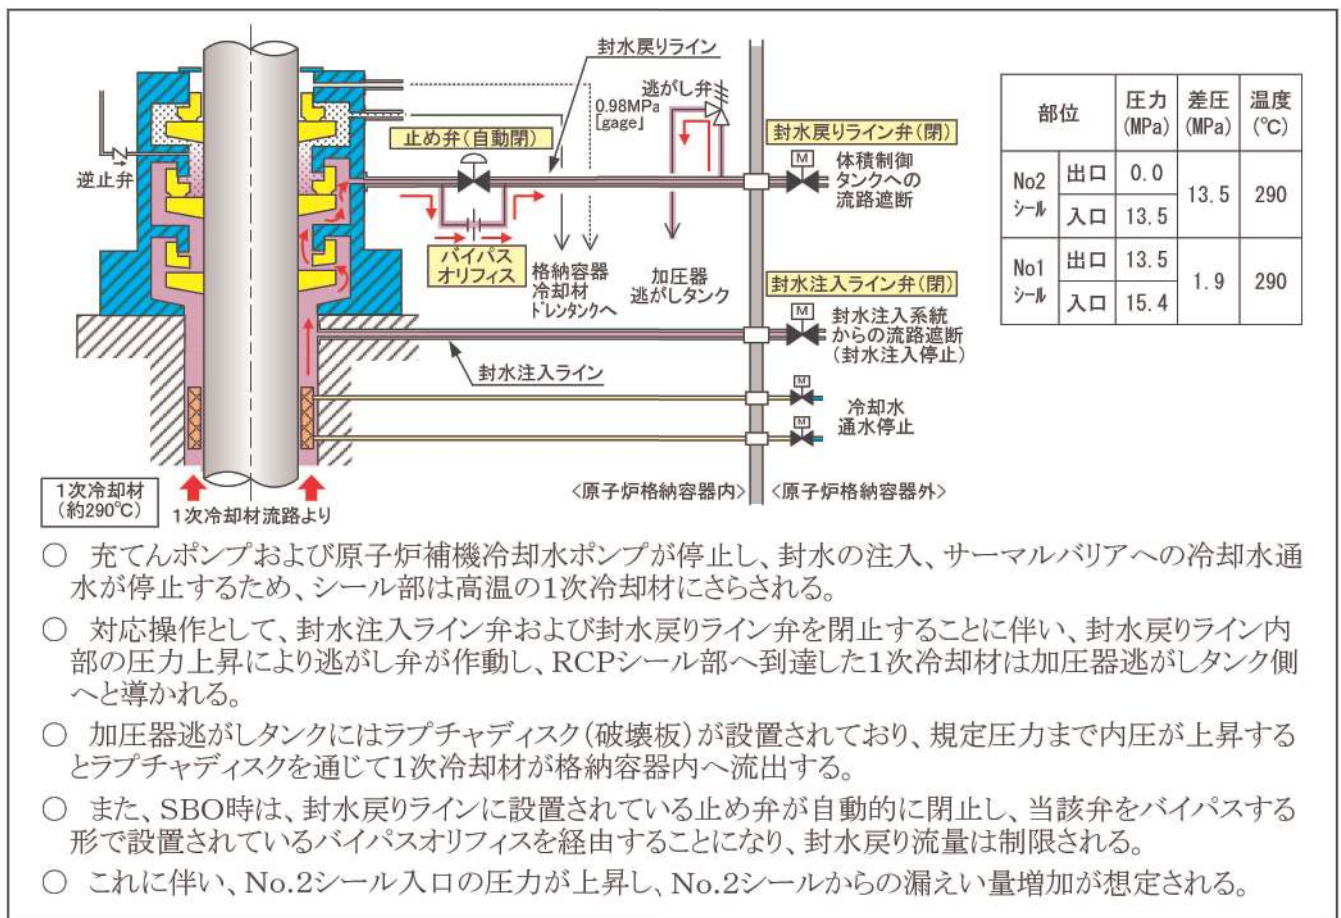 封水戻りライン
逃がし弁
0.98MPa
[gage」
止め弁(自動閉)
封水戻りライン弁(閉)
M
体積制御
タンクへの
流路遮断
逆止弁
バイパス
オリフィス
格納容器
冷却材
ドレンタンクへ
加圧器
逃がしタンク
封水注入ライン弁(閉)
M
封水注入系統
からの流路遮断
(封水注入停止)
封水注入ライン
M
冷却水
通水停止
M
1次冷却材
(約290℃)
1次冷却材流路より
<原子炉格納容器内>
<原子炉格納容器外>
部位 圧力(MPa) 差圧(MPa) 温度(℃)
No2シール 出口 0.0 13.5 290
入口 13.5
No1シール 出口 13.5 1.9 290
入口 15.4
○ 充てんポンプおよび原子炉補機冷却水ポンプが停止し、封水の注入、サーマルバリアへの冷却水通
水が停止するため、シール部は高温の1次冷却材にさらされる。
○ 対応操作として、封水注入ライン弁および封水戻りライン弁を閉止することに伴い、封水戻りライン内
部の圧力上昇により逃がし弁が作動し、RCPシール部へ到達した1次冷却材は加圧器逃がしタンク側
へと導かれる。
○ 加圧器逃がしタンクにはラプチャディスク(破壊板)が設置されており、規定圧力まで内圧が上昇する
とラプチャディスクを通じて1次冷却材が格納容器内へ流出する。
○ また、SBO時は、封水戻りラインに設置されている止め弁が自動的に閉止し、当該弁をバイパスする
形で設置されているバイパスオリフィスを経由することになり、封水戻り流量は制限される。
○ これに伴い、No.2シール入口の圧力が上昇し、No.2シールからの漏えい量増加が想定される。